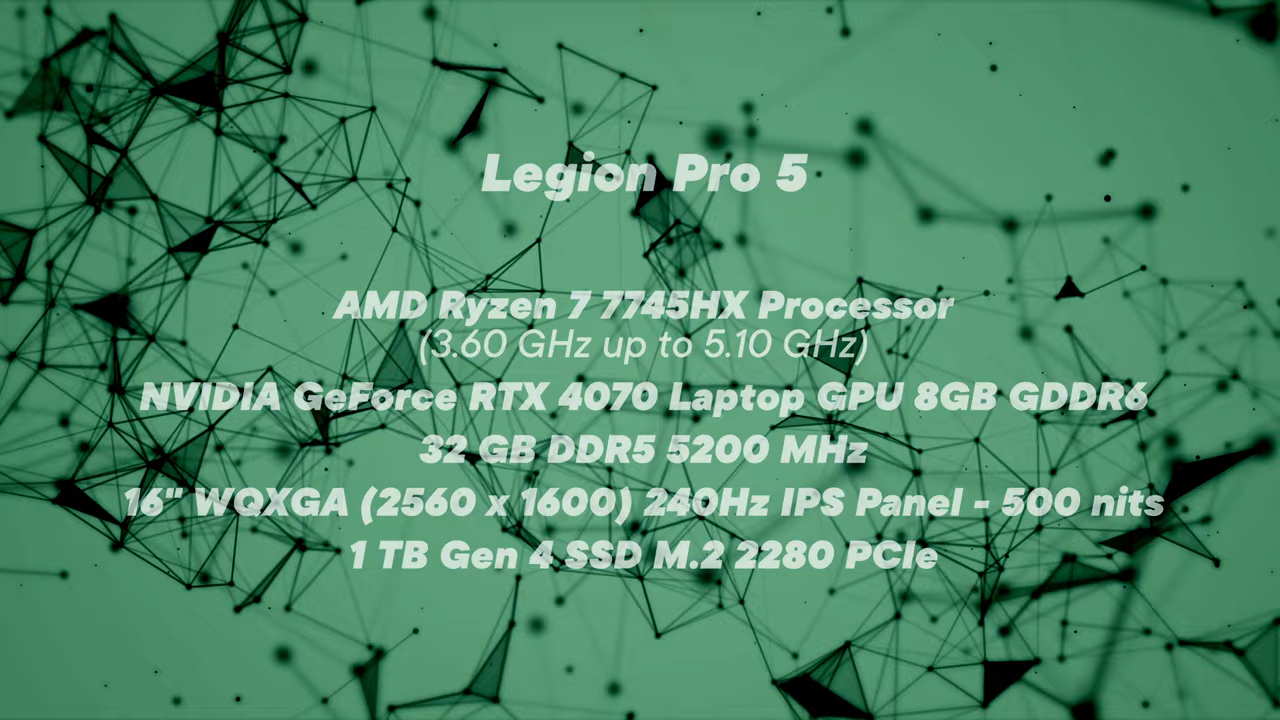 Legion Pro 5
AMD Ryzen 7 7745HX Processor
(3.60 GHz up to 5.10 GHz)
NVIDIA GeForce RTX 4070 Laptop GPU 8GB GDDR6
32 GB DDR5 5200 MHz
16" WQXGA (2560 x 1600) 240Hz IPS Panel - 500 nits
1 TB Gen 4 SSD M.2 2280 PCIe